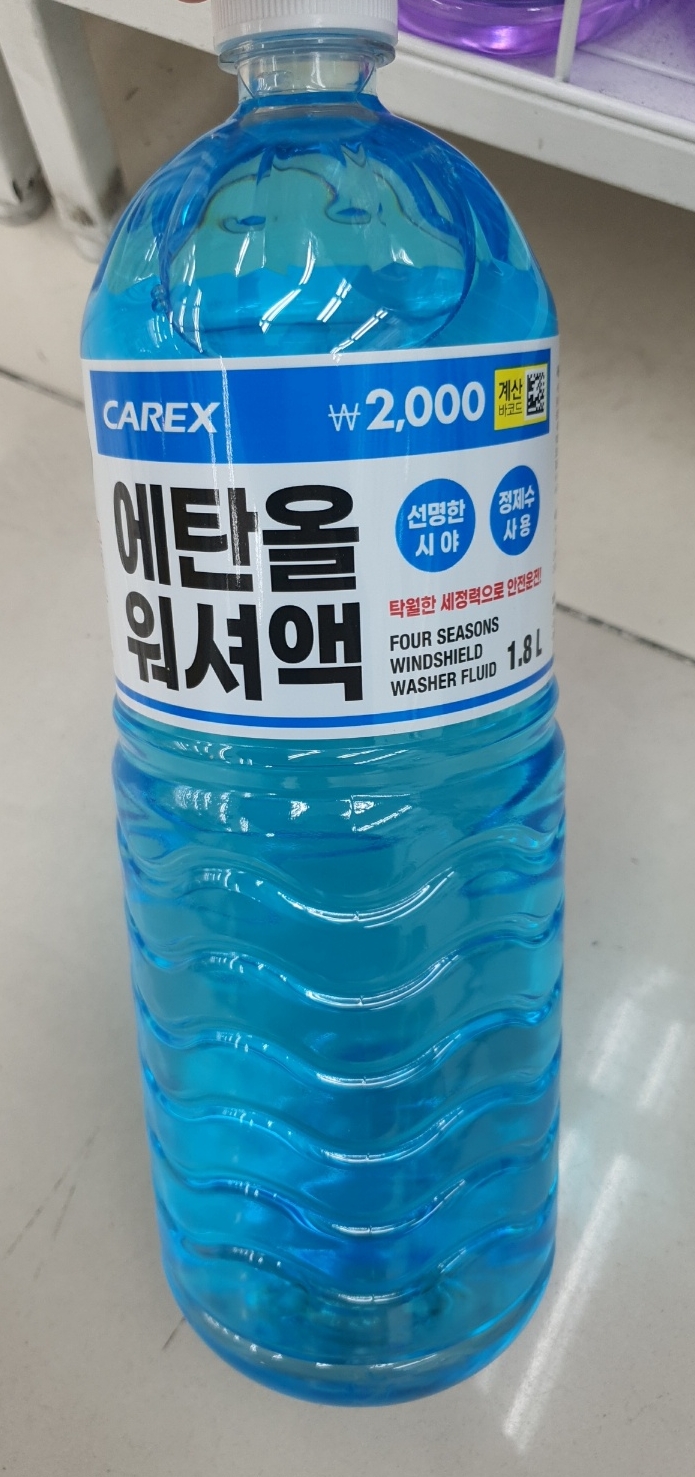 CAREX
₩2,000
계산
바코드
에탄올
워셔액
선명한
시야
정제수
사용
탁월한 세정력으로 안전운전!
FOUR SEASONS
WINDSHIELD
WASHER FLUID
1.8 L